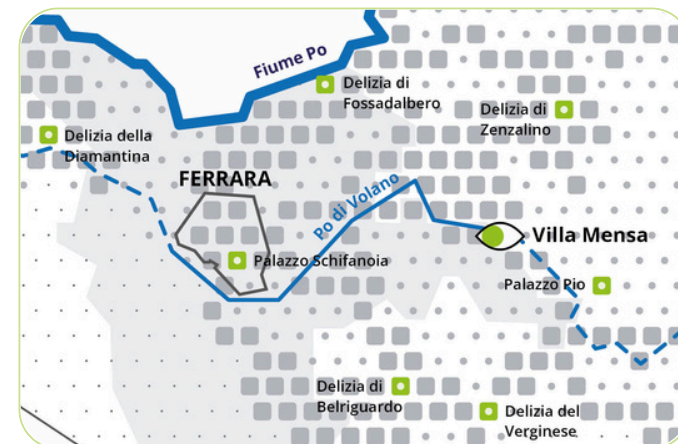 Fiume Po
Delizia di
Fossadalbero
Delizia di
Zenzalino
Delizia della
Diamantina
FERRARA
Po di Volano
Villa Mensa
Palazzo Schifanoia
Palazzo Pio
Delizia di
Belriguardo
Delizia del
Verginese